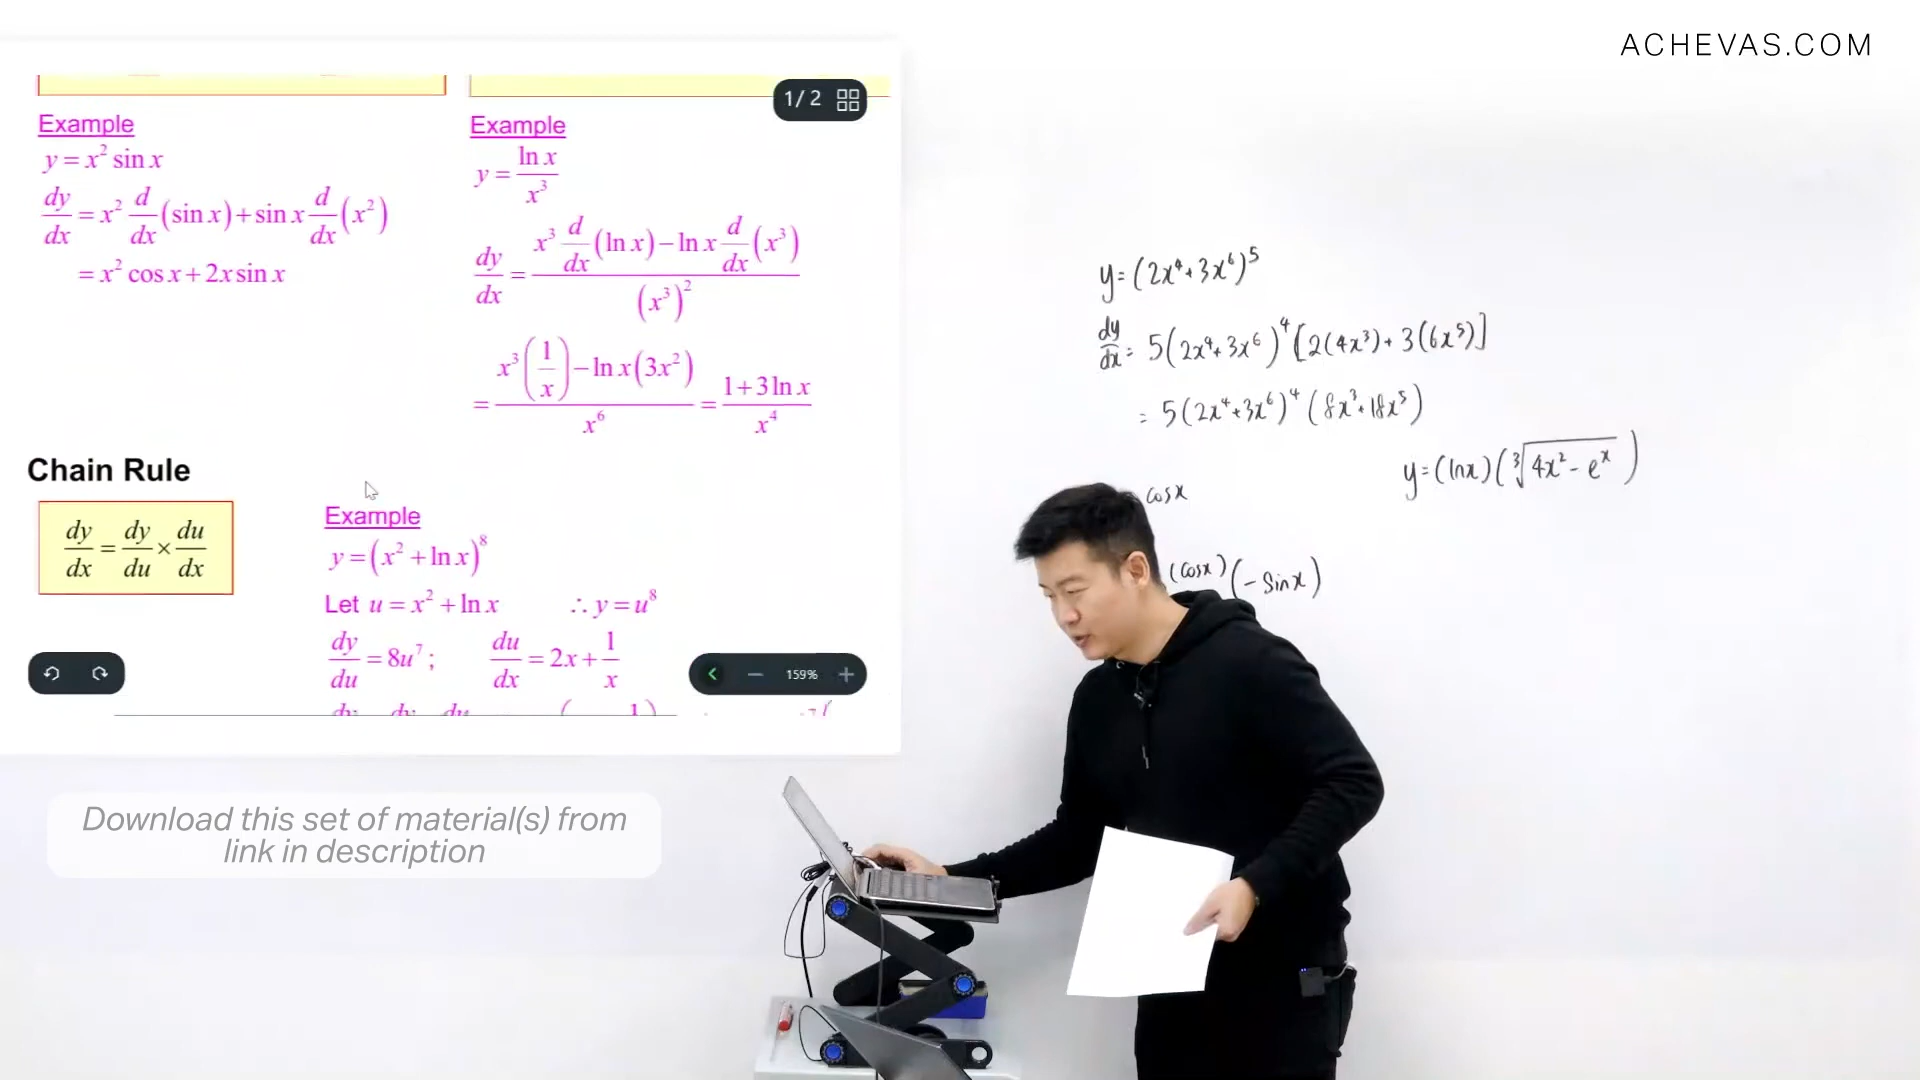 ACHEVAS.COM
1/2
Example
y = x² sin x
dy/dx = x² d/dx (sin x) + sin x d/dx (x²)
= x² cos x + 2x sin x
Example
y = ln x / x³
dy/dx = (x³ d/dx (ln x) − ln x d/dx (x³)) / (x³)²
= (x³ (1/x) − ln x (3x²)) / x⁶ = (1 + 3 ln x) / x⁴
Chain Rule
dy/dx = dy/du × du/dx
Example
y = (x² + ln x)⁸
Let u = x² + ln x ∴ y = u⁸
dy/du = 8u⁷ ; du/dx = 2x + 1/x
159%
Download this set of material(s) from
link in description
y = (2x⁴ + 3x⁶)⁵
dy/dx = 5(2x⁴ + 3x⁶)⁴ [2(4x³) + 3(6x⁵)]
= 5(2x⁴ + 3x⁶)⁴ (8x³ + 18x⁵)
y = (lnx)(∛(4x² − eˣ))
cosx
(cosx)(−sinx)